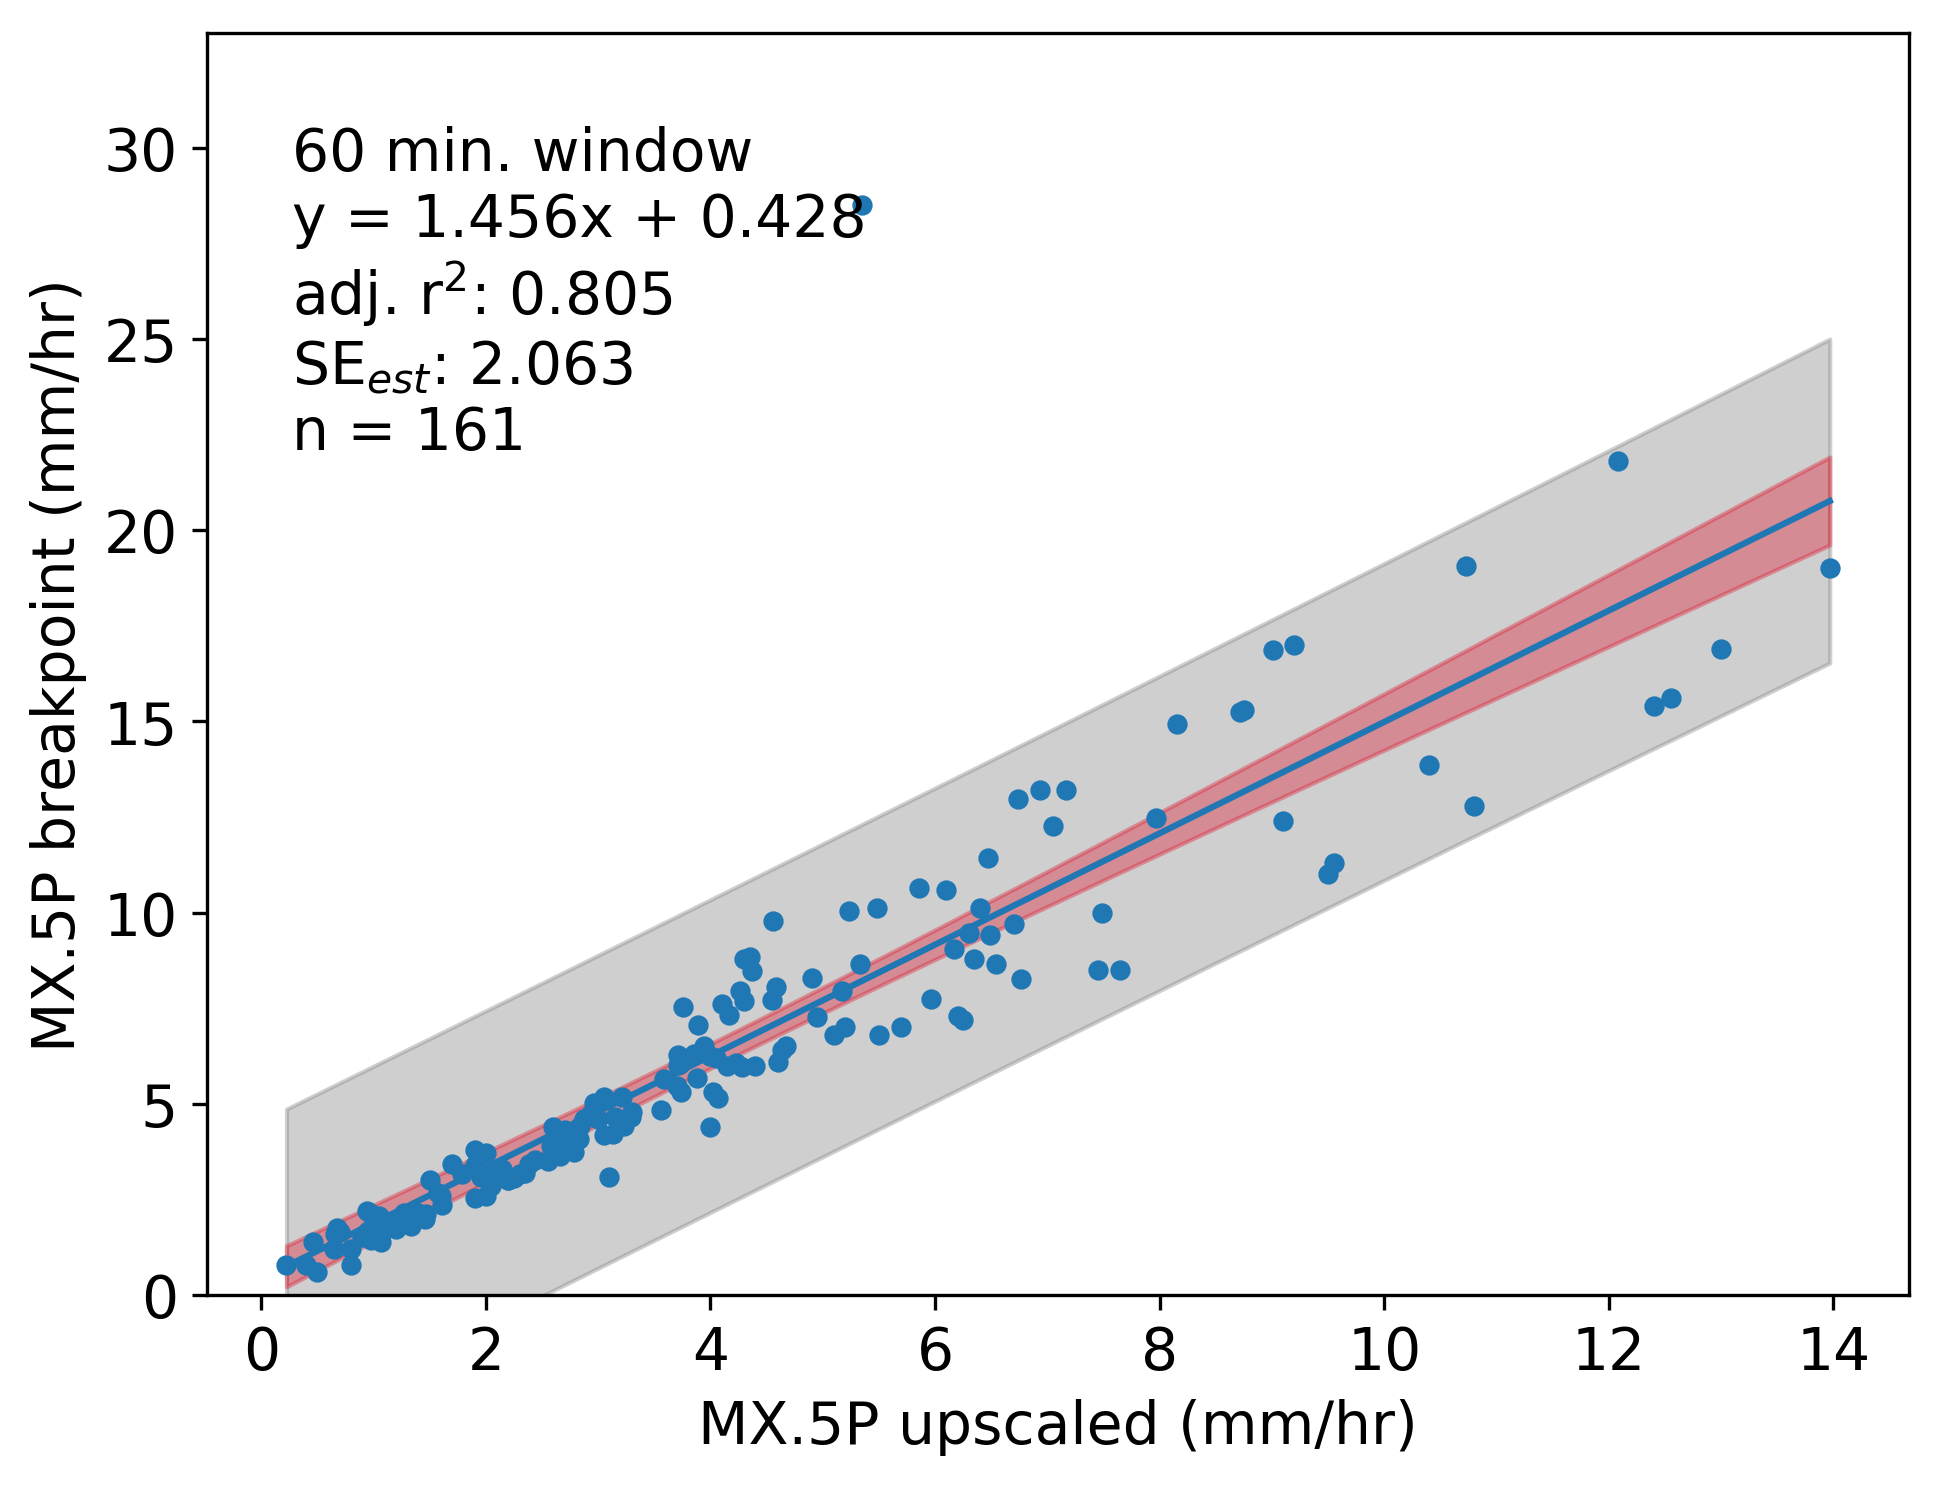 60 min. window
y = 1.456x + 0.428
adj. r²: 0.805
SEₑₛₜ: 2.063
n = 161
MX.5P breakpoint (mm/hr)
30
25
20
15
10
5
0
0 2 4 6 8 10 12 14
MX.5P upscaled (mm/hr)